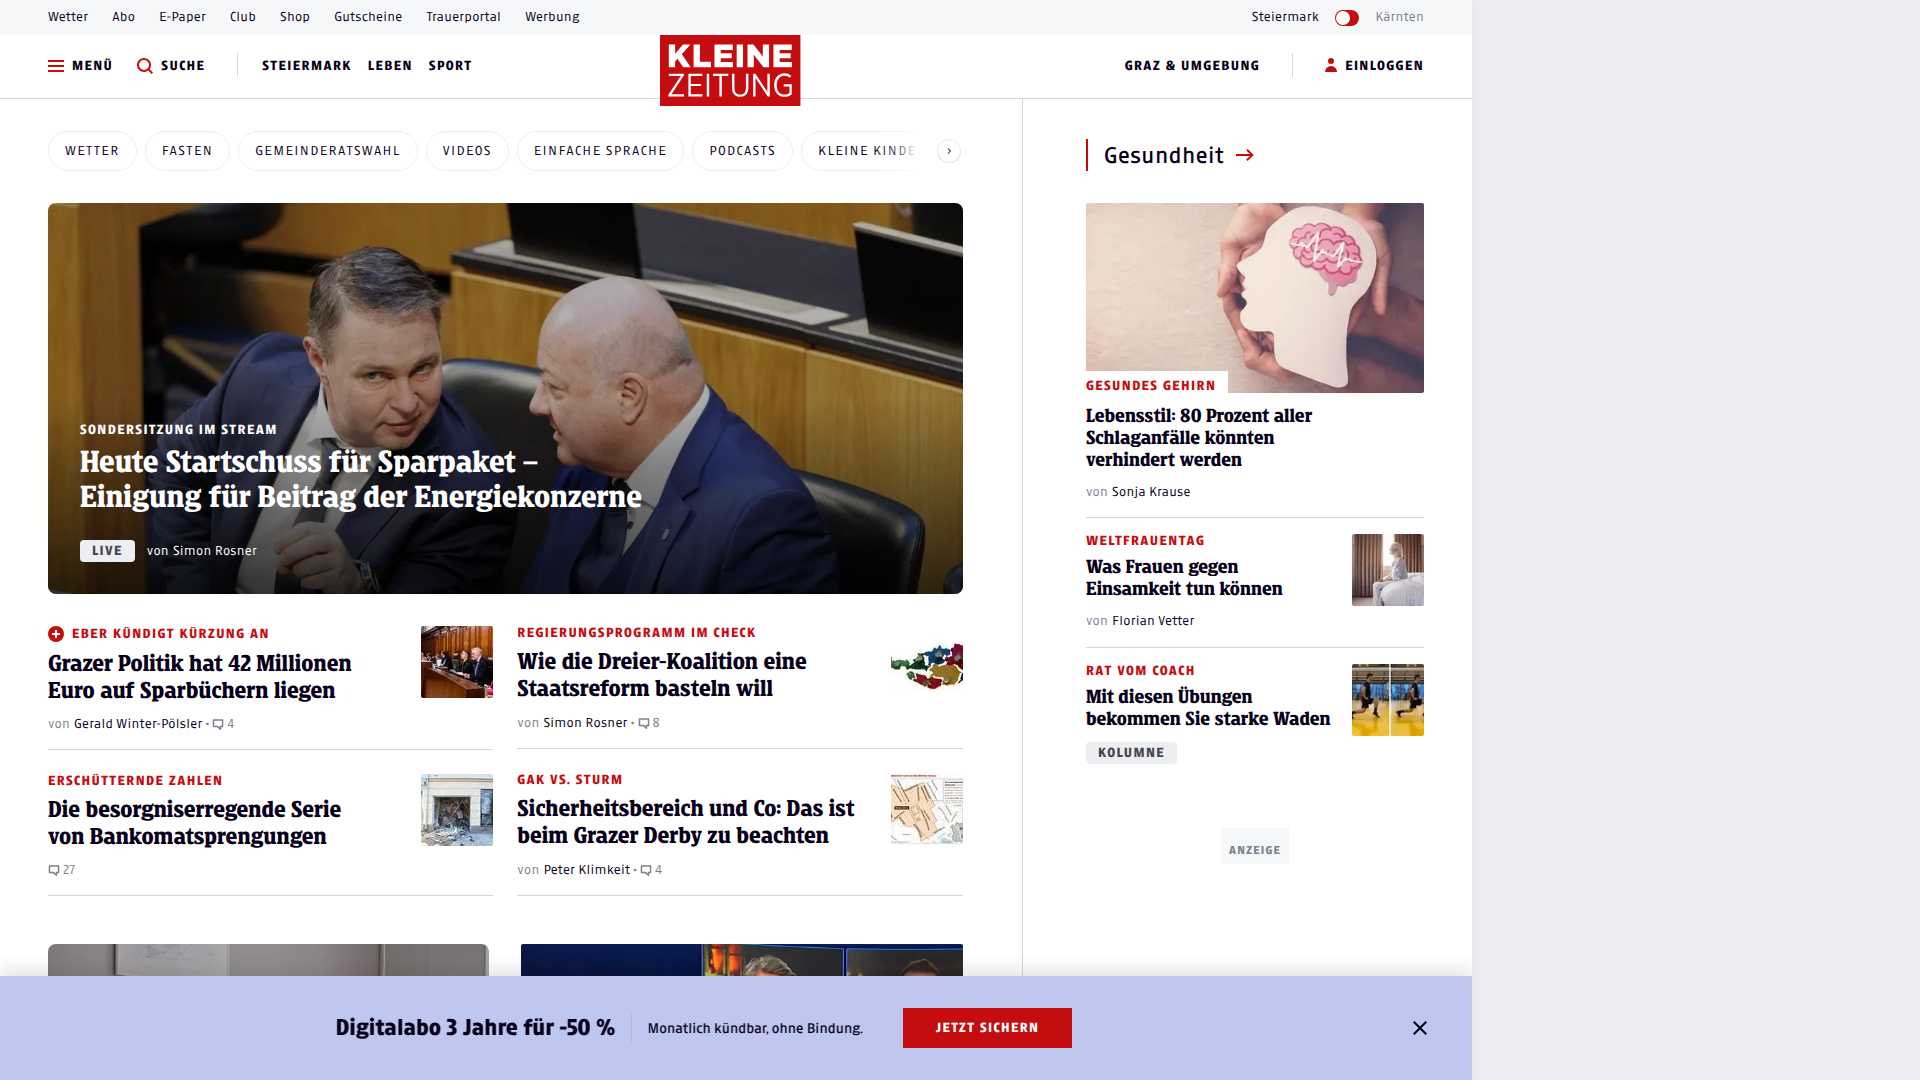 Wetter Abo E-Paper Club Shop Gutscheine Trauerportal Werbung
Steiermark Kärnten
MENÜ SUCHE STEIERMARK LEBEN SPORT
KLEINE
ZEITUNG
GRAZ & UMGEBUNG EINLOGGEN
WETTER FASTEN GEMEINDERATSWAHL VIDEOS EINFACHE SPRACHE PODCASTS KLEINE KINDE
SONDERSITZUNG IM STREAM
Heute Startschuss für Sparpaket –
Einigung für Beitrag der Energiekonzerne
LIVE von Simon Rosner
EBER KÜNDIGT KÜRZUNG AN
Grazer Politik hat 42 Millionen
Euro auf Sparbüchern liegen
von Gerald Winter-Pölsler • 4
REGIERUNGSPROGRAMM IM CHECK
Wie die Dreier-Koalition eine
Staatsreform basteln will
von Simon Rosner • 8
ERSCHÜTTERNDE ZAHLEN
Die besorgniserregende Serie
von Bankomatsprengungen
27
GAK VS. STURM
Sicherheitsbereich und Co: Das ist
beim Grazer Derby zu beachten
von Peter Klimkeit • 4
Gesundheit
GESUNDES GEHIRN
Lebensstil: 80 Prozent aller
Schlaganfälle könnten
verhindert werden
von Sonja Krause
WELTFRAUENTAG
Was Frauen gegen
Einsamkeit tun können
von Florian Vetter
RAT VOM COACH
Mit diesen Übungen
bekommen Sie starke Waden
KOLUMNE
ANZEIGE
Digitalabo 3 Jahre für -50 %
Monatlich kündbar, ohne Bindung.
JETZT SICHERN